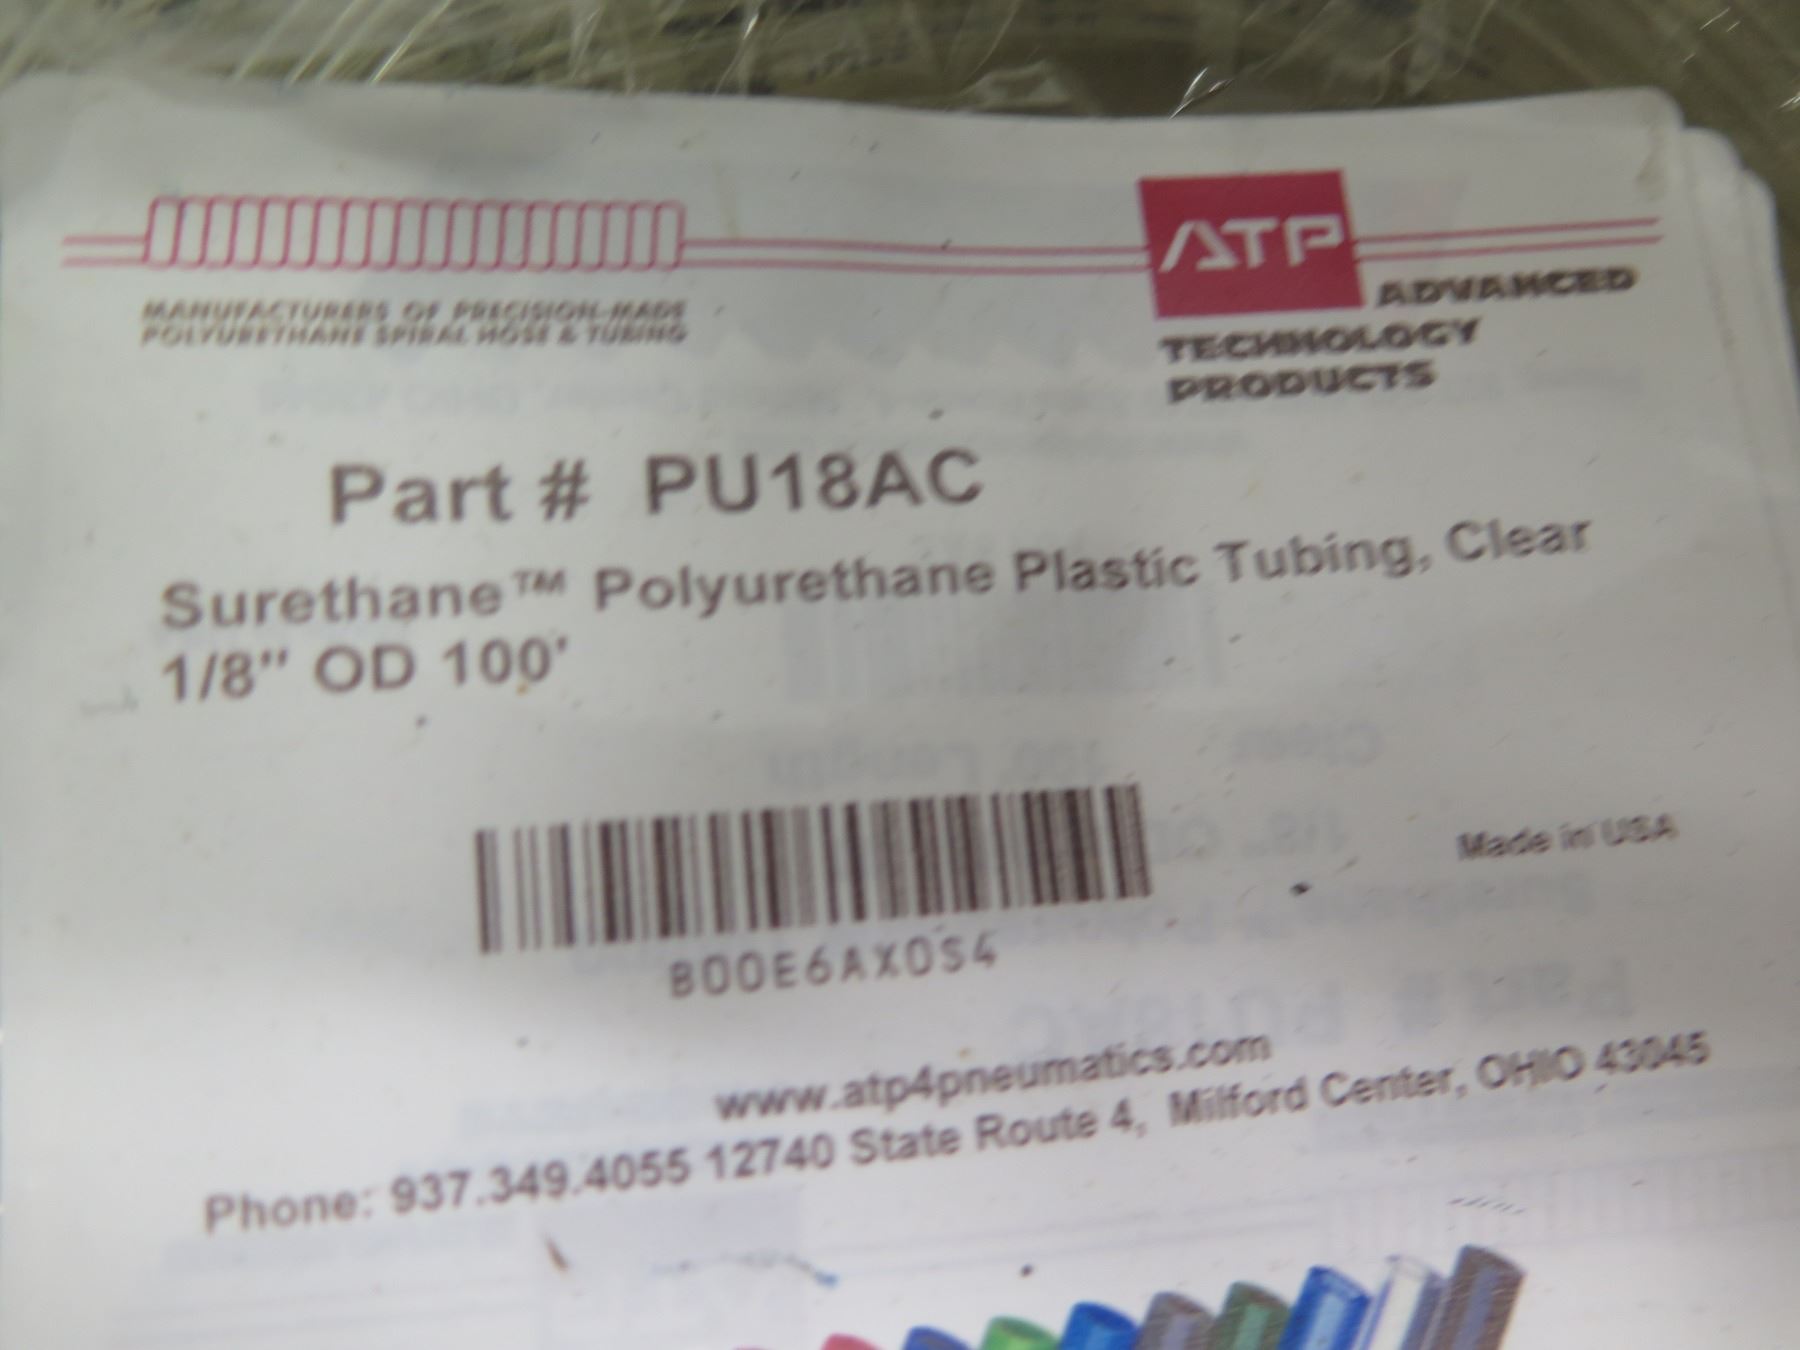 MANUFACTURERS OF PRECISION-MADE
POLYURETHANE SPIRAL HOSE & TUBING
ATP
ADVANCED
TECHNOLOGY
PRODUCTS
Part # PU18AC
Surethane™ Polyurethane Plastic Tubing, Clear
1/8" OD 100'
Made in USA
B00E6AX0S4
www.atp4pneumatics.com
Phone: 937.349.4055 12740 State Route 4, Milford Center, OHIO 43045